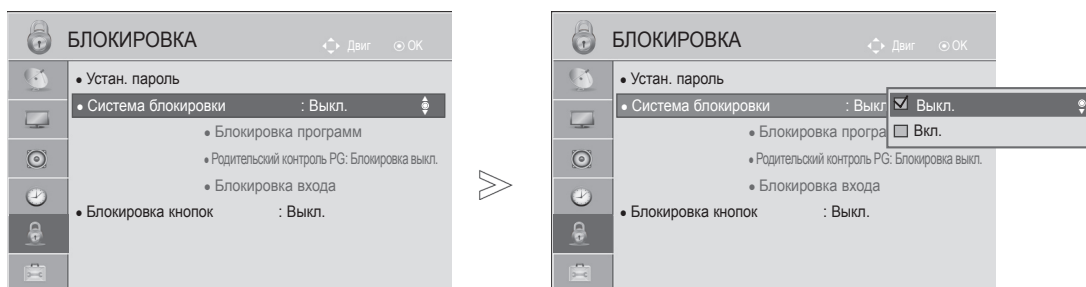 БЛОКИРОВКА
Двиг ОК
• Устан. пароль
• Система блокировки : Выкл.
• Блокировка программ
• Родительский контроль PG: Блокировка выкл.
• Блокировка входа
• Блокировка кнопок : Выкл.
БЛОКИРОВКА
Двиг ОК
• Устан. пароль
• Система блокировки : Выкл
Выкл.
Вкл.
• Блокировка програ
• Родительский контроль PG: Блокировка выкл.
• Блокировка входа
• Блокировка кнопок : Выкл.